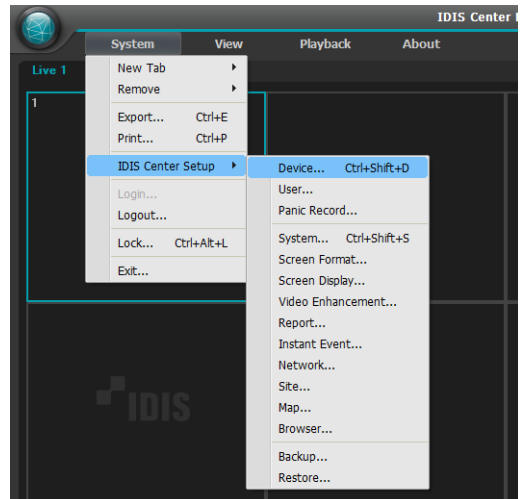 IDIS Center
System View Playback About
Live 1
New Tab
Remove
1
Export... Ctrl+E
Print... Ctrl+P
IDIS Center Setup
Device... Ctrl+Shift+D
Login...
User...
Logout...
Panic Record...
Lock... Ctrl+Alt+L
System... Ctrl+Shift+S
Screen Format...
Exit...
Screen Display...
Video Enhancement...
Report...
Instant Event...
Network...
Site...
IDIS
Map...
Browser...
Backup...
Restore...